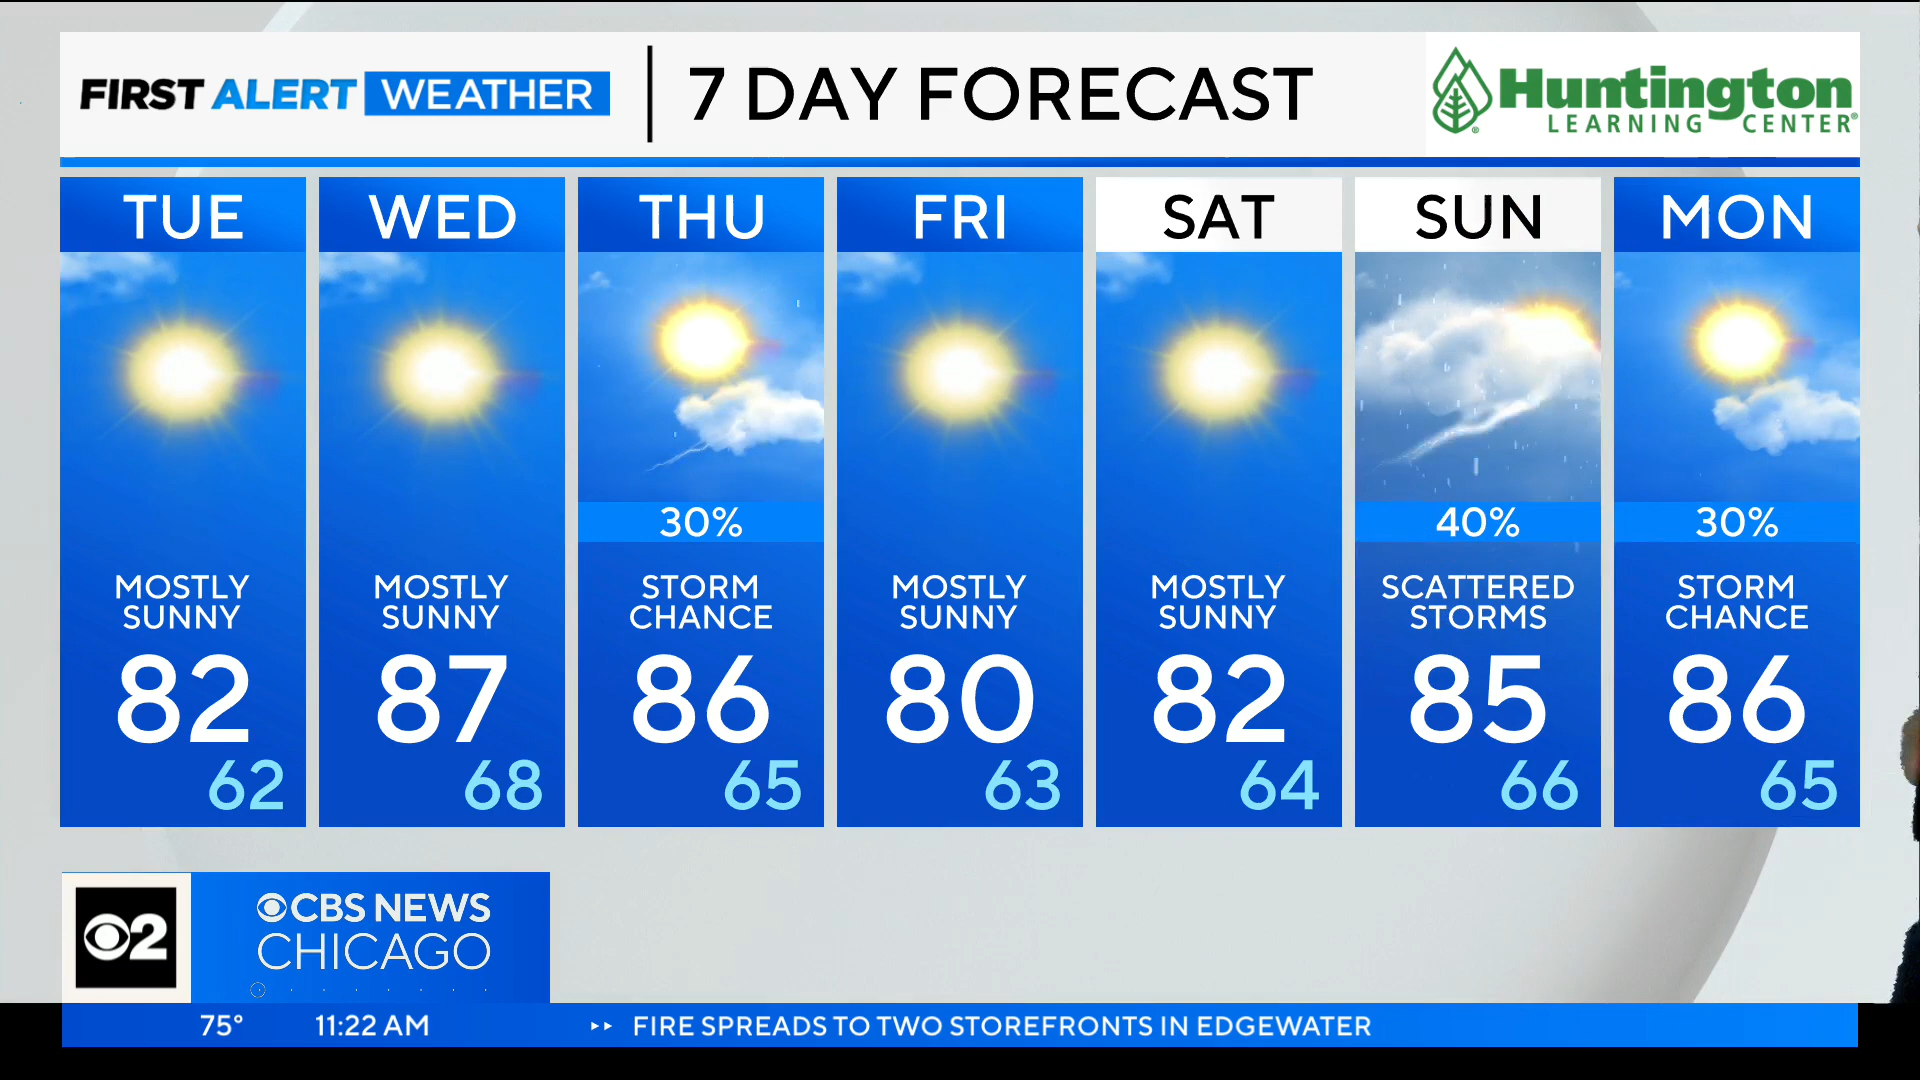 FIRST ALERT WEATHER
7 DAY FORECAST
Huntington
LEARNING CENTER
TUE
WED
THU
FRI
SAT
SUN
MON
30%
40%
30%
MOSTLY
SUNNY
MOSTLY
SUNNY
STORM
CHANCE
MOSTLY
SUNNY
MOSTLY
SUNNY
SCATTERED
STORMS
STORM
CHANCE
82
87
86
80
82
85
86
62
68
65
63
64
66
65
2
CBS NEWS
CHICAGO
75°
11:22 AM
FIRE SPREADS TO TWO STOREFRONTS IN EDGEWATER